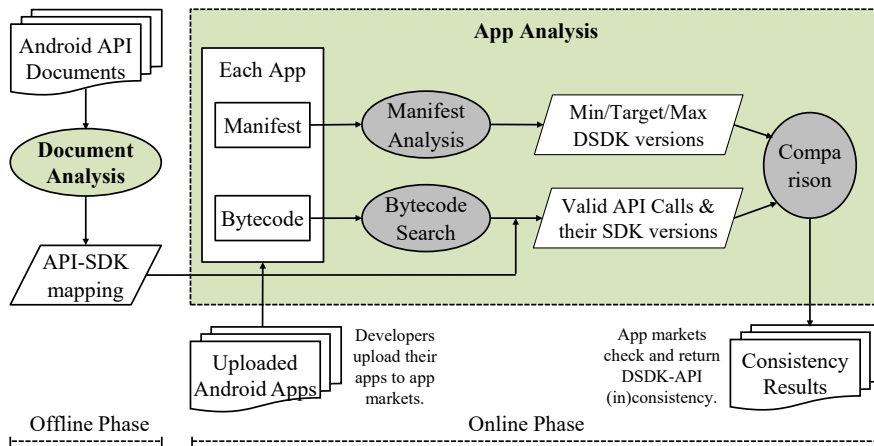 Android API
Documents
Document
Analysis
API-SDK
mapping
App Analysis
Each App
Manifest
Bytecode
Manifest
Analysis
Bytecode
Search
Min/Target/Max
DSDK versions
Valid API Calls &
their SDK versions
Compa
rison
Uploaded
Android Apps
Developers
upload their
apps to app
markets.
App markets
check and return
DSDK-API
(in)consistency.
Consistency
Results
Offline Phase
Online Phase